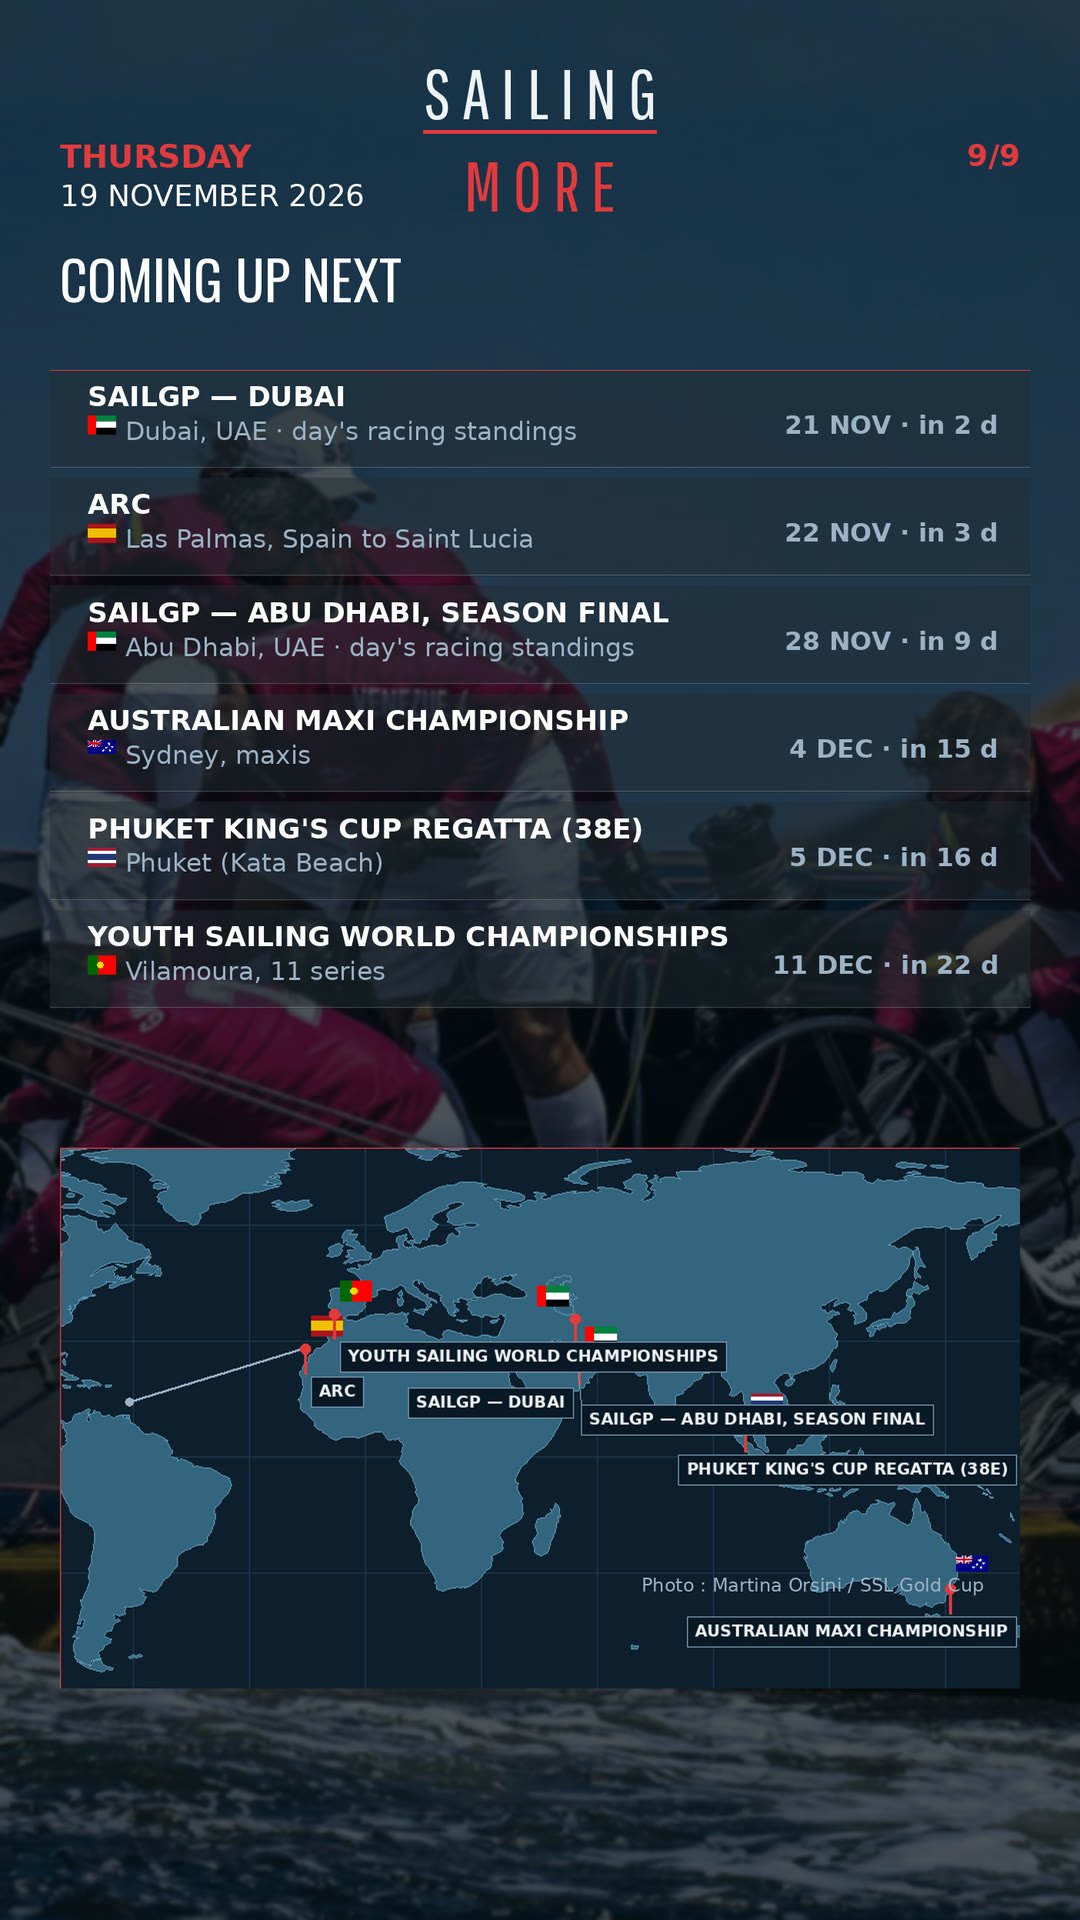 SAILING
MORE
THURSDAY
19 NOVEMBER 2026
9/9
COMING UP NEXT
SAILGP — DUBAI
Dubai, UAE · day's racing standings
21 NOV · in 2 d
ARC
Las Palmas, Spain to Saint Lucia
22 NOV · in 3 d
SAILGP — ABU DHABI, SEASON FINAL
Abu Dhabi, UAE · day's racing standings
28 NOV · in 9 d
AUSTRALIAN MAXI CHAMPIONSHIP
Sydney, maxis
4 DEC · in 15 d
PHUKET KING'S CUP REGATTA (38E)
Phuket (Kata Beach)
5 DEC · in 16 d
YOUTH SAILING WORLD CHAMPIONSHIPS
Vilamoura, 11 series
11 DEC · in 22 d
YOUTH SAILING WORLD CHAMPIONSHIPS
ARC
SAILGP — DUBAI
SAILGP — ABU DHABI, SEASON FINAL
PHUKET KING'S CUP REGATTA (38E)
Photo : Martina Orsini / SSL Gold Cup
AUSTRALIAN MAXI CHAMPIONSHIP